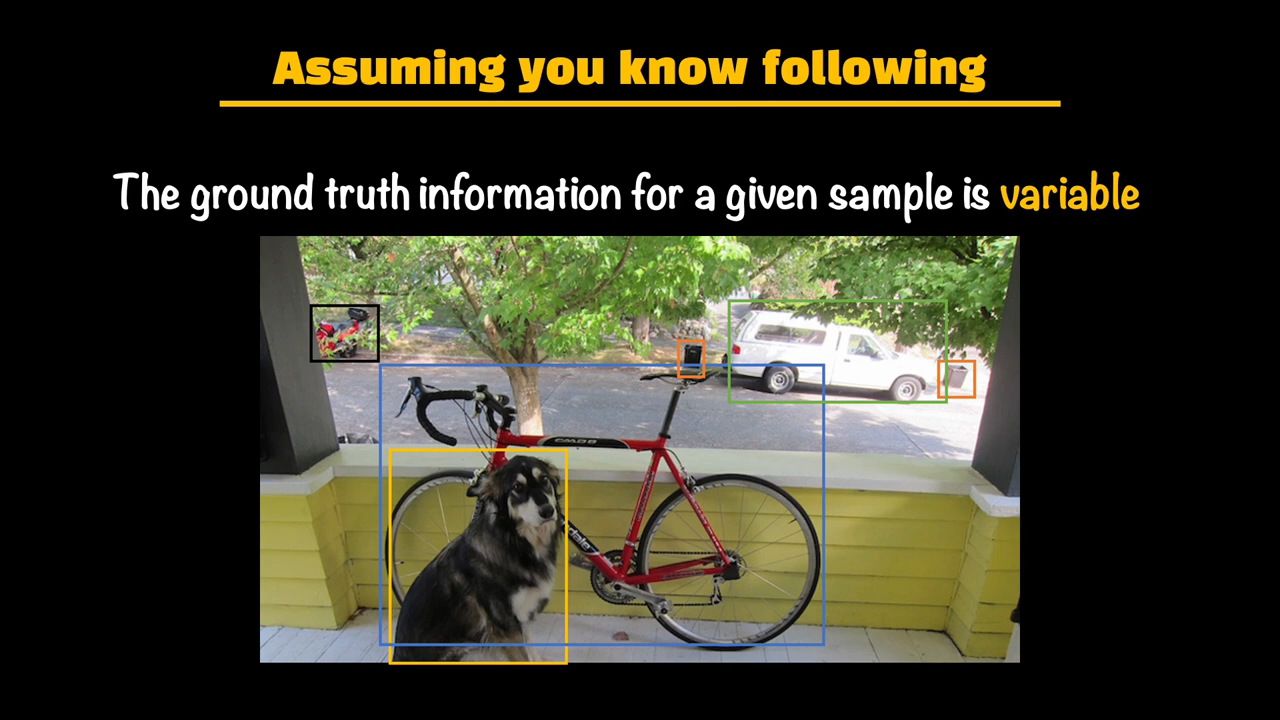 Assuming you know following
The ground truth information for a given sample is variable